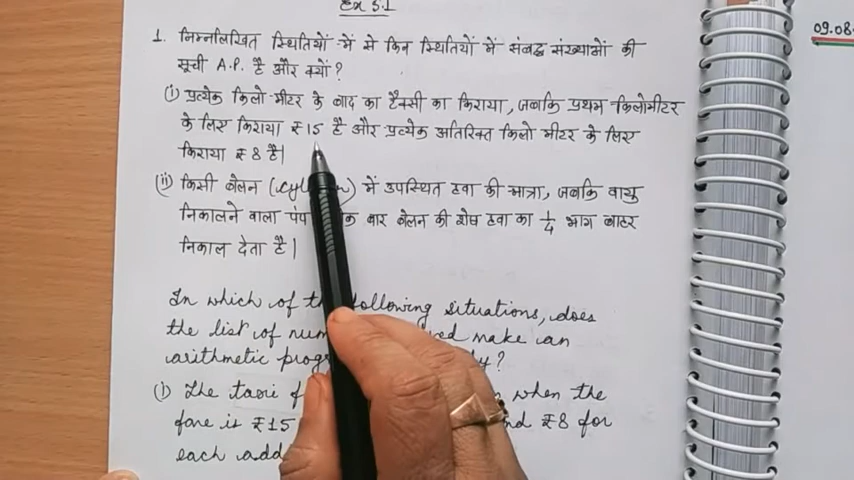 Ex 5.1
09.08
1. निम्नलिखित स्थितियों में से किन स्थितियों में संबद्ध संख्याओं की
सूची A.P. है और क्यों?
(i) प्रत्येक किलो मीटर के बाद का टैक्सी का किराया, जबकि प्रथम किलोमीटर
के लिए किराया ₹15 है और प्रत्येक अतिरिक्त किलो मीटर के लिए
किराया ₹ 8 है।
(ii) किसी बेलन में उपस्थित हवा की मात्रा, जबकि वायु
निकालने वाला पंप बार बेलन की शेष हवा का 1/4 भाग बाहर
निकाल देता है।
In which of following situations, does
the list of make an
arithmetic ?
(i) The taxi when the
fare is ₹15 ₹8 for
each